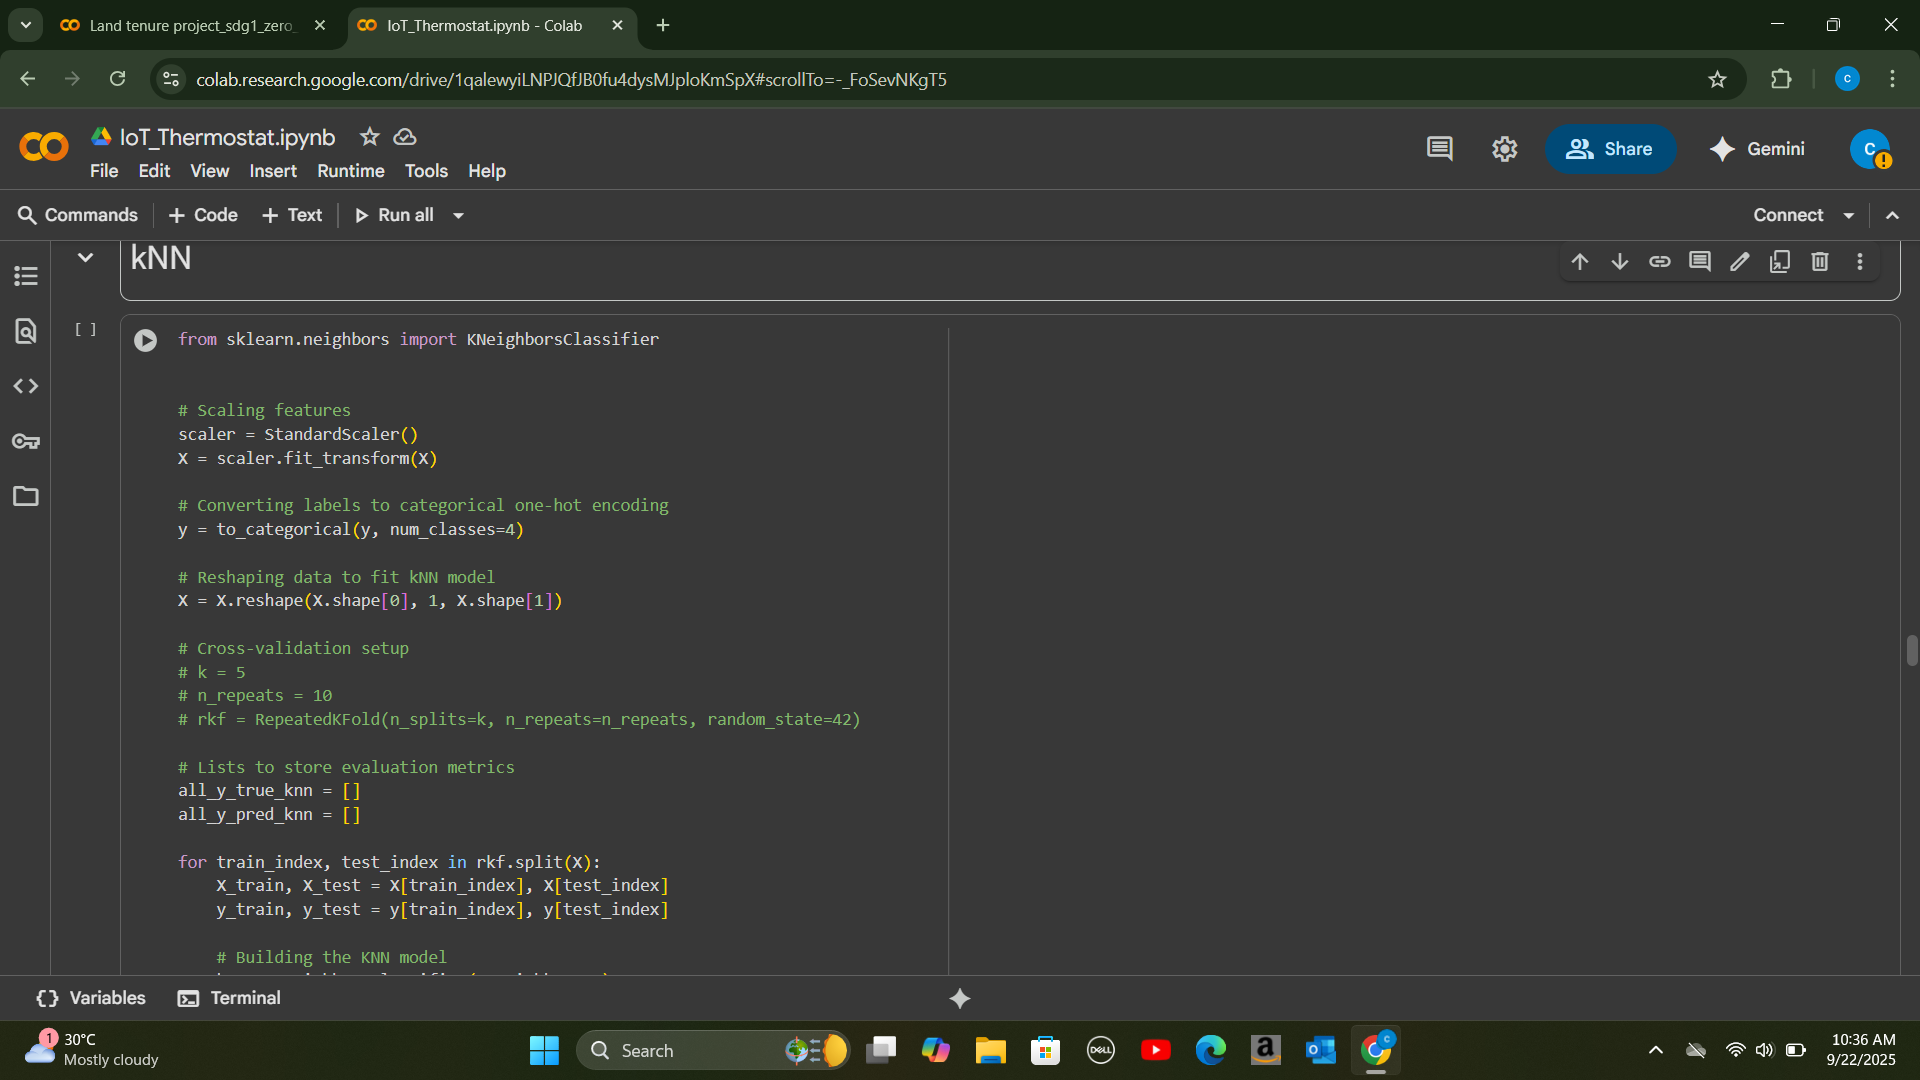 Land tenure project_sdg1_zero_
IoT_Thermostat.ipynb - Colab
colab.research.google.com/drive/1qalewyiLNPJQfJB0fu4dysMJploKmSpX#scrollTo=-_FoSevNKgT5
C
IoT_Thermostat.ipynb
File Edit View Insert Runtime Tools Help
Share
Gemini
C
Commands
+ Code
+ Text
Run all
Connect
kNN
[ ]
from sklearn.neighbors import KNeighborsClassifier
# Scaling features
scaler = StandardScaler()
X = scaler.fit_transform(X)
# Converting labels to categorical one-hot encoding
y = to_categorical(y, num_classes=4)
# Reshaping data to fit kNN model
X = X.reshape(X.shape[0], 1, X.shape[1])
# Cross-validation setup
# k = 5
# n_repeats = 10
# rkf = RepeatedKFold(n_splits=k, n_repeats=n_repeats, random_state=42)
# Lists to store evaluation metrics
all_y_true_knn = []
all_y_pred_knn = []
for train_index, test_index in rkf.split(X):
X_train, X_test = X[train_index], X[test_index]
y_train, y_test = y[train_index], y[test_index]
# Building the KNN model
Variables
Terminal
1
30°C
Mostly cloudy
Search
DELL
a
C
10:36 AM
9/22/2025